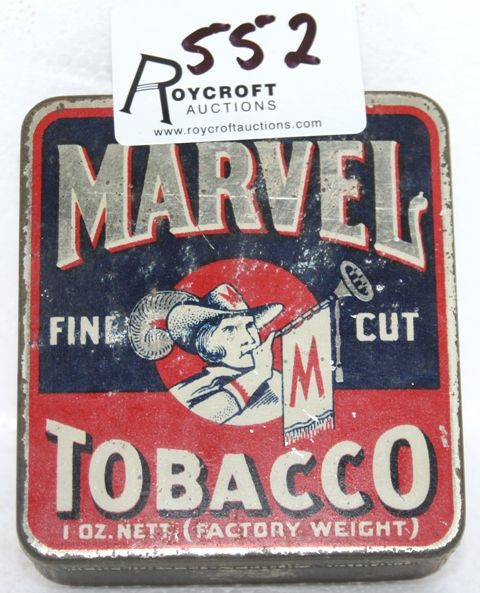 552
ROYCROFT
AUCTIONS
www.roycroftauctions.com
MARVEL
FINE CUT
M
TOBACCO
1 OZ. NETT. (FACTORY WEIGHT.)